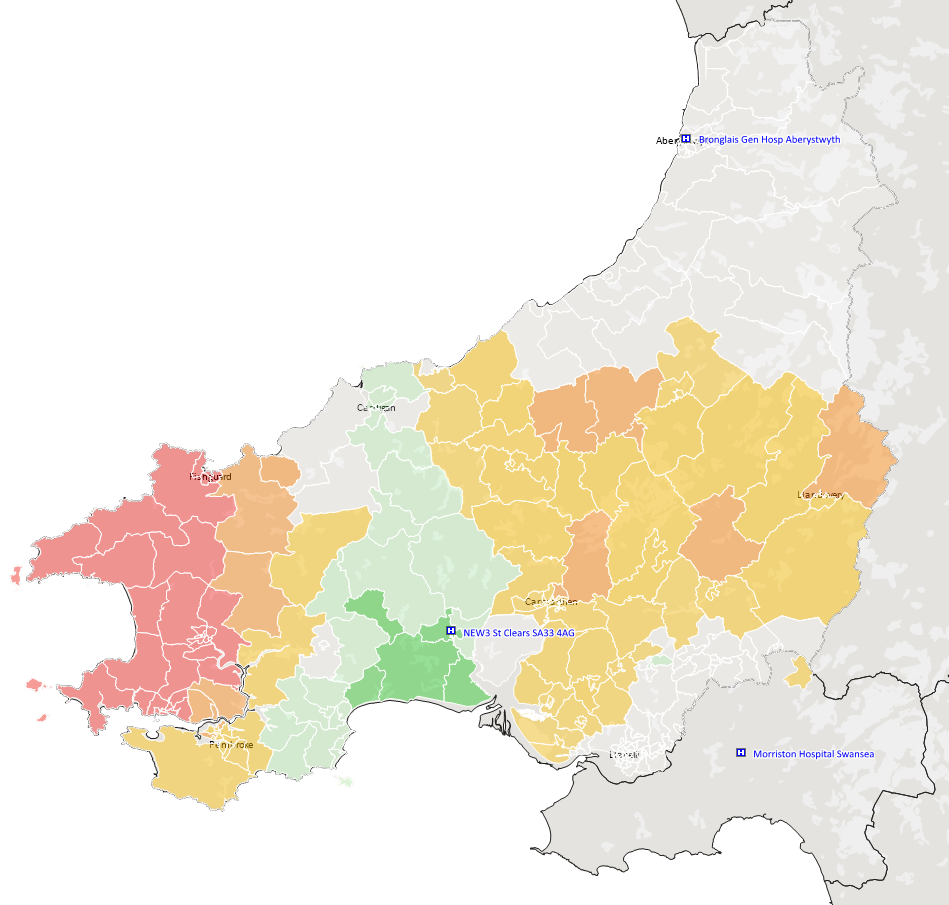 Bronglais Gen Hosp Aberystwyth
Cardigan
Fishguard
Llandovery
Carmarthen
NEW3 St Clears SA33 4AG
Pembroke
Llanelli
Morriston Hospital Swansea